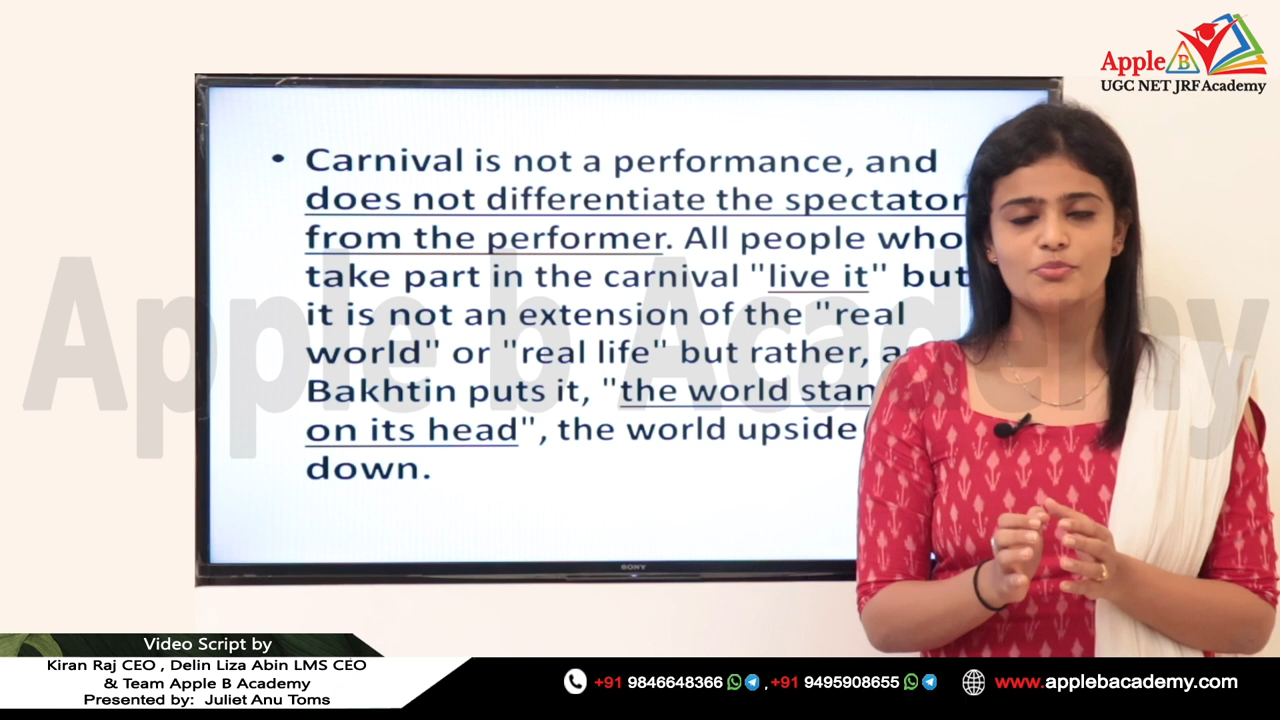 Apple B
UGC NET JRF Academy
• Carnival is not a performance, and
does not differentiate the spectator
from the performer. All people who
take part in the carnival "live it" but
it is not an extension of the "real
world" or "real life" but rather, a
Bakhtin puts it, "the world stan
on its head", the world upside
down.
Apple b Academy
SONY
Video Script by
Kiran Raj CEO , Delin Liza Abin LMS CEO
& Team Apple B Academy
Presented by: Juliet Anu Toms
+91 9846648366 , +91 9495908655 www.applebacademy.com